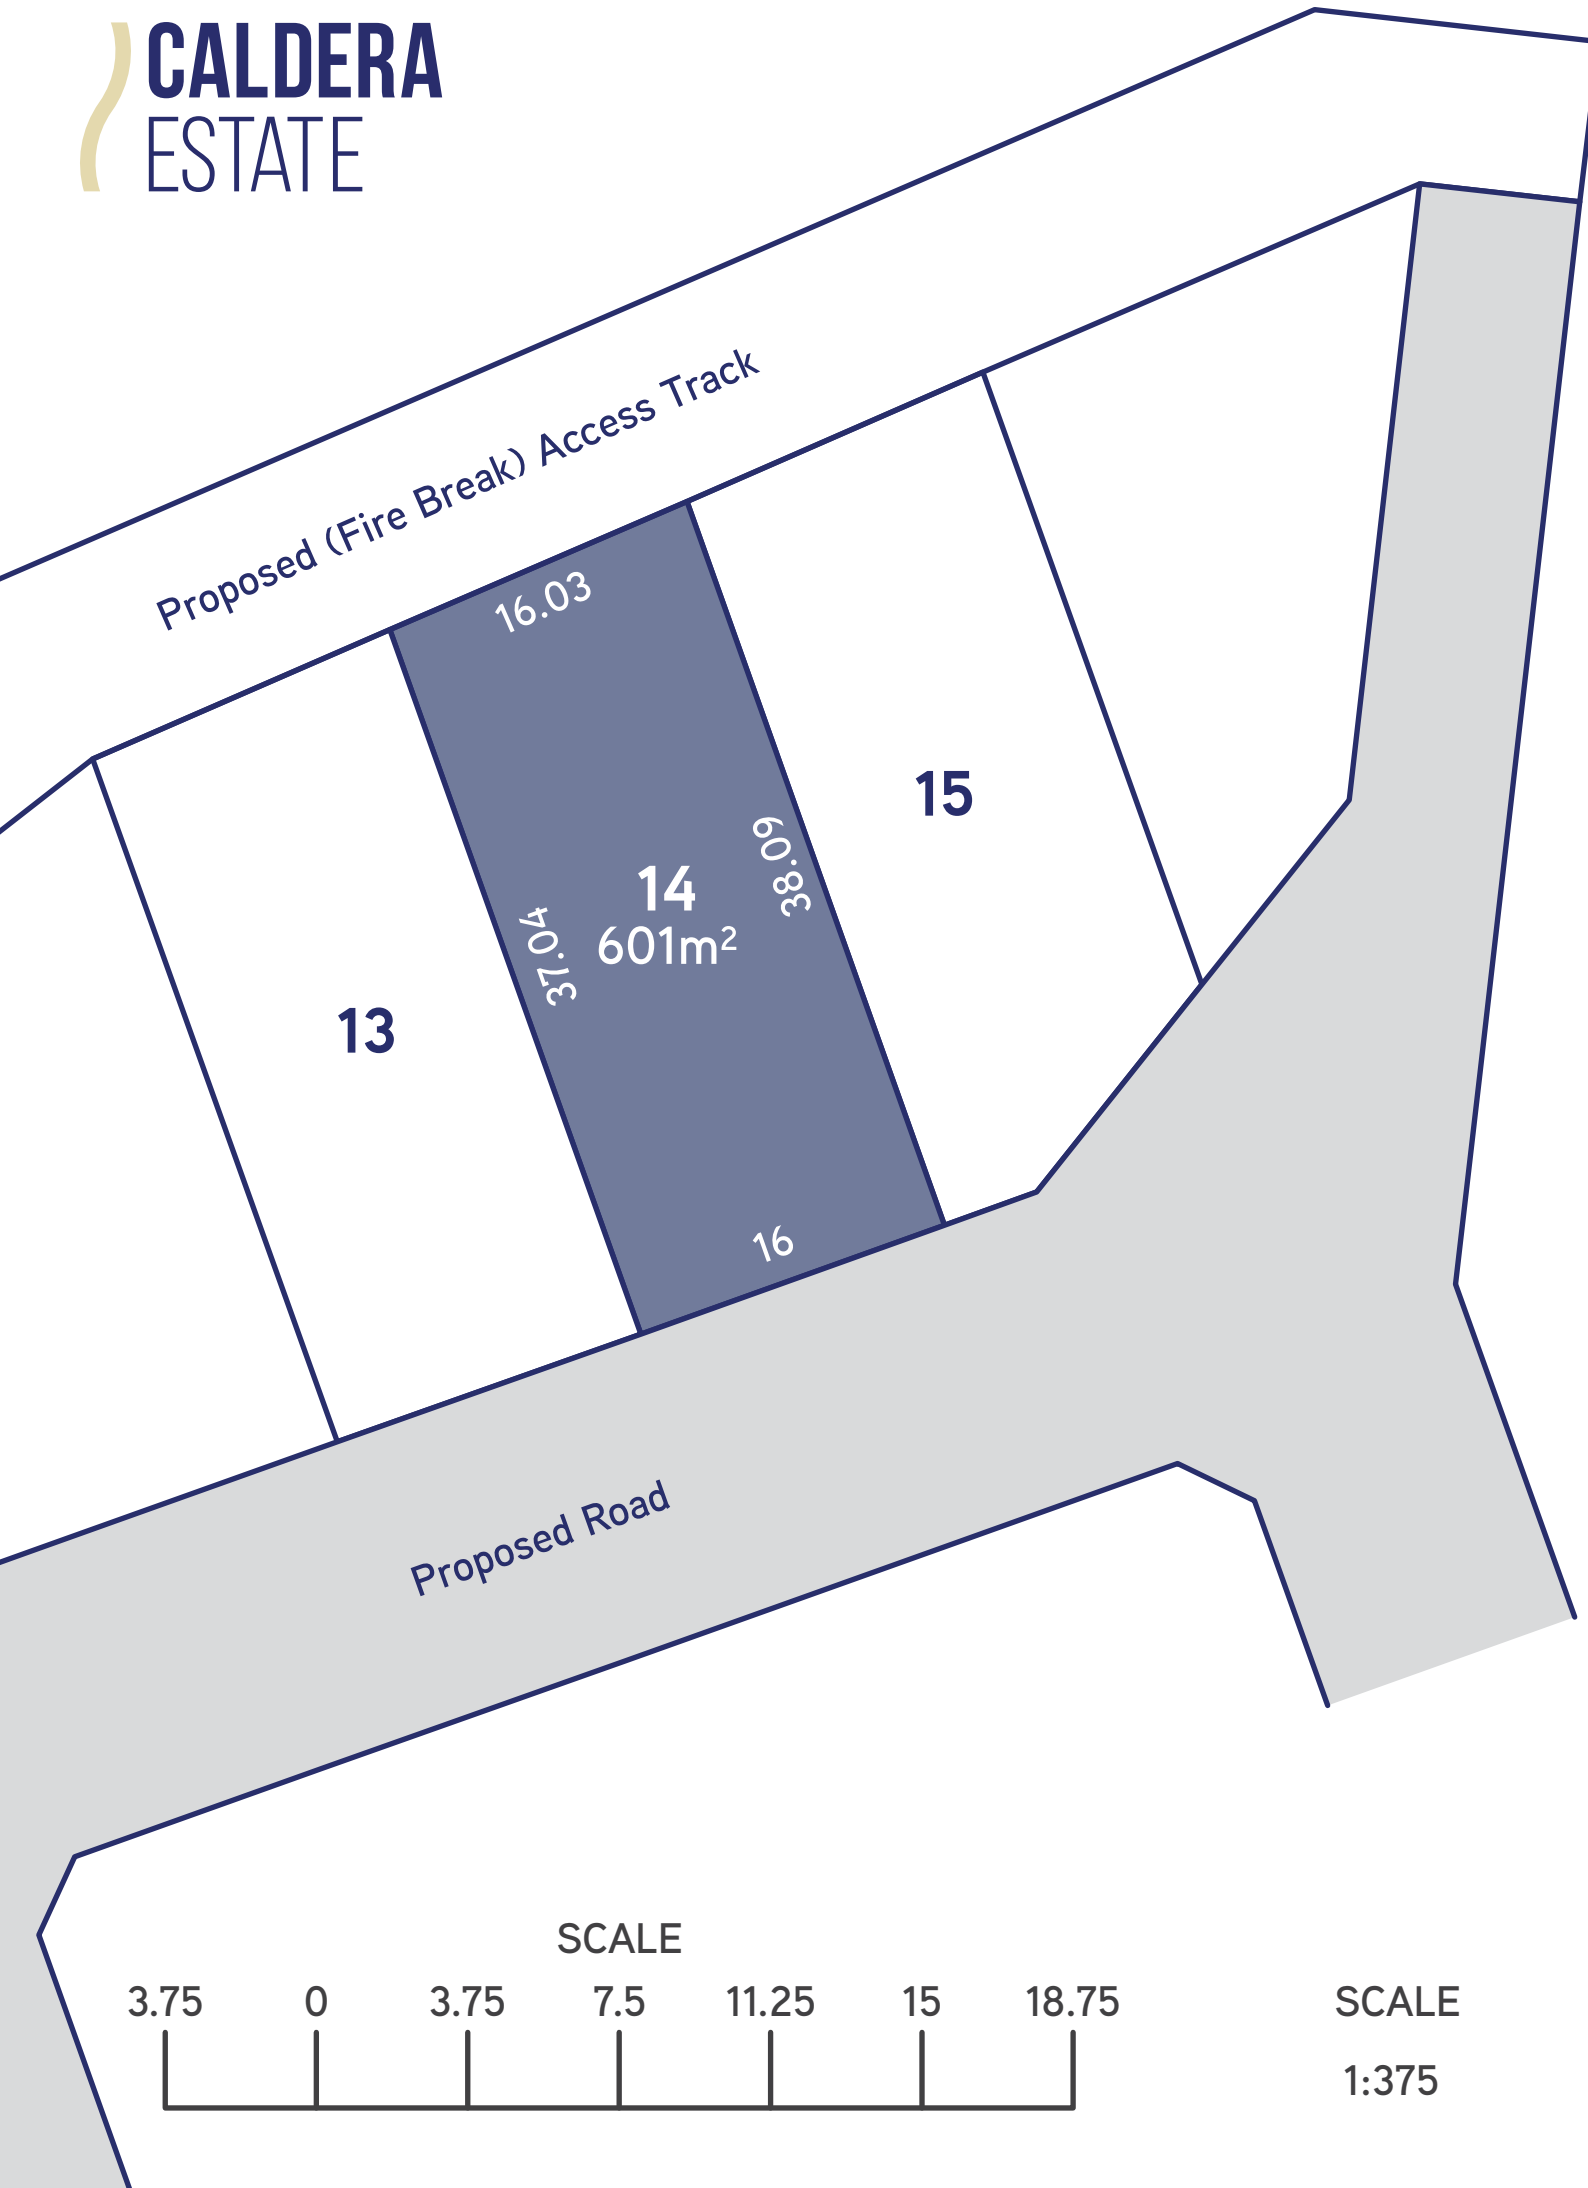 CALDERA
ESTATE
Proposed (Fire Break) Access Track
16.03
15
38.09
14
601m²
37.04
13
16
Proposed Road
SCALE
3.75 0 3.75 7.5 11.25 15 18.75
SCALE
1:375